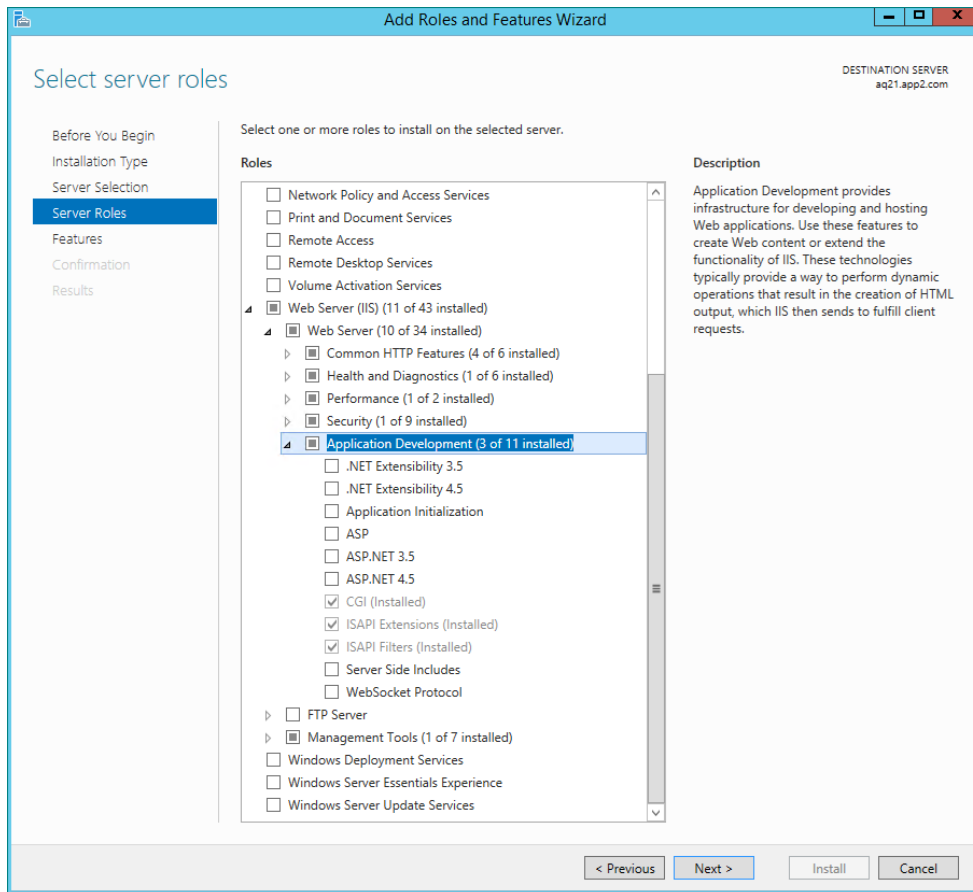 Add Roles and Features Wizard
Select server roles
DESTINATION SERVER
aq21.app2.com
Before You Begin
Installation Type
Server Selection
Server Roles
Features
Confirmation
Results
Select one or more roles to install on the selected server.
Roles
Network Policy and Access Services
Print and Document Services
Remote Access
Remote Desktop Services
Volume Activation Services
Web Server (IIS) (11 of 43 installed)
Web Server (10 of 34 installed)
Common HTTP Features (4 of 6 installed)
Health and Diagnostics (1 of 6 installed)
Performance (1 of 2 installed)
Security (1 of 9 installed)
Application Development (3 of 11 installed)
.NET Extensibility 3.5
.NET Extensibility 4.5
Application Initialization
ASP
ASP.NET 3.5
ASP.NET 4.5
CGI (Installed)
ISAPI Extensions (Installed)
ISAPI Filters (Installed)
Server Side Includes
WebSocket Protocol
FTP Server
Management Tools (1 of 7 installed)
Windows Deployment Services
Windows Server Essentials Experience
Windows Server Update Services
Description
Application Development provides
infrastructure for developing and hosting
Web applications. Use these features to
create Web content or extend the
functionality of IIS. These technologies
typically provide a way to perform dynamic
operations that result in the creation of HTML
output, which IIS then sends to fulfill client
requests.
< Previous
Next >
Install
Cancel